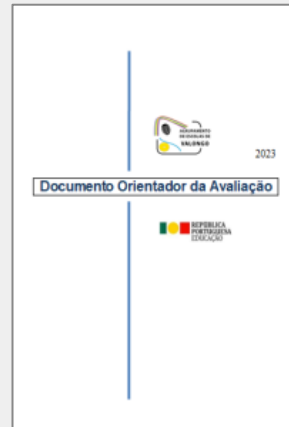 AGRUPAMENTO
DE ESCOLAS DE
VALONGO
2023
Documento Orientador da Avaliação
REPÚBLICA
PORTUGUESA
EDUCAÇÃO